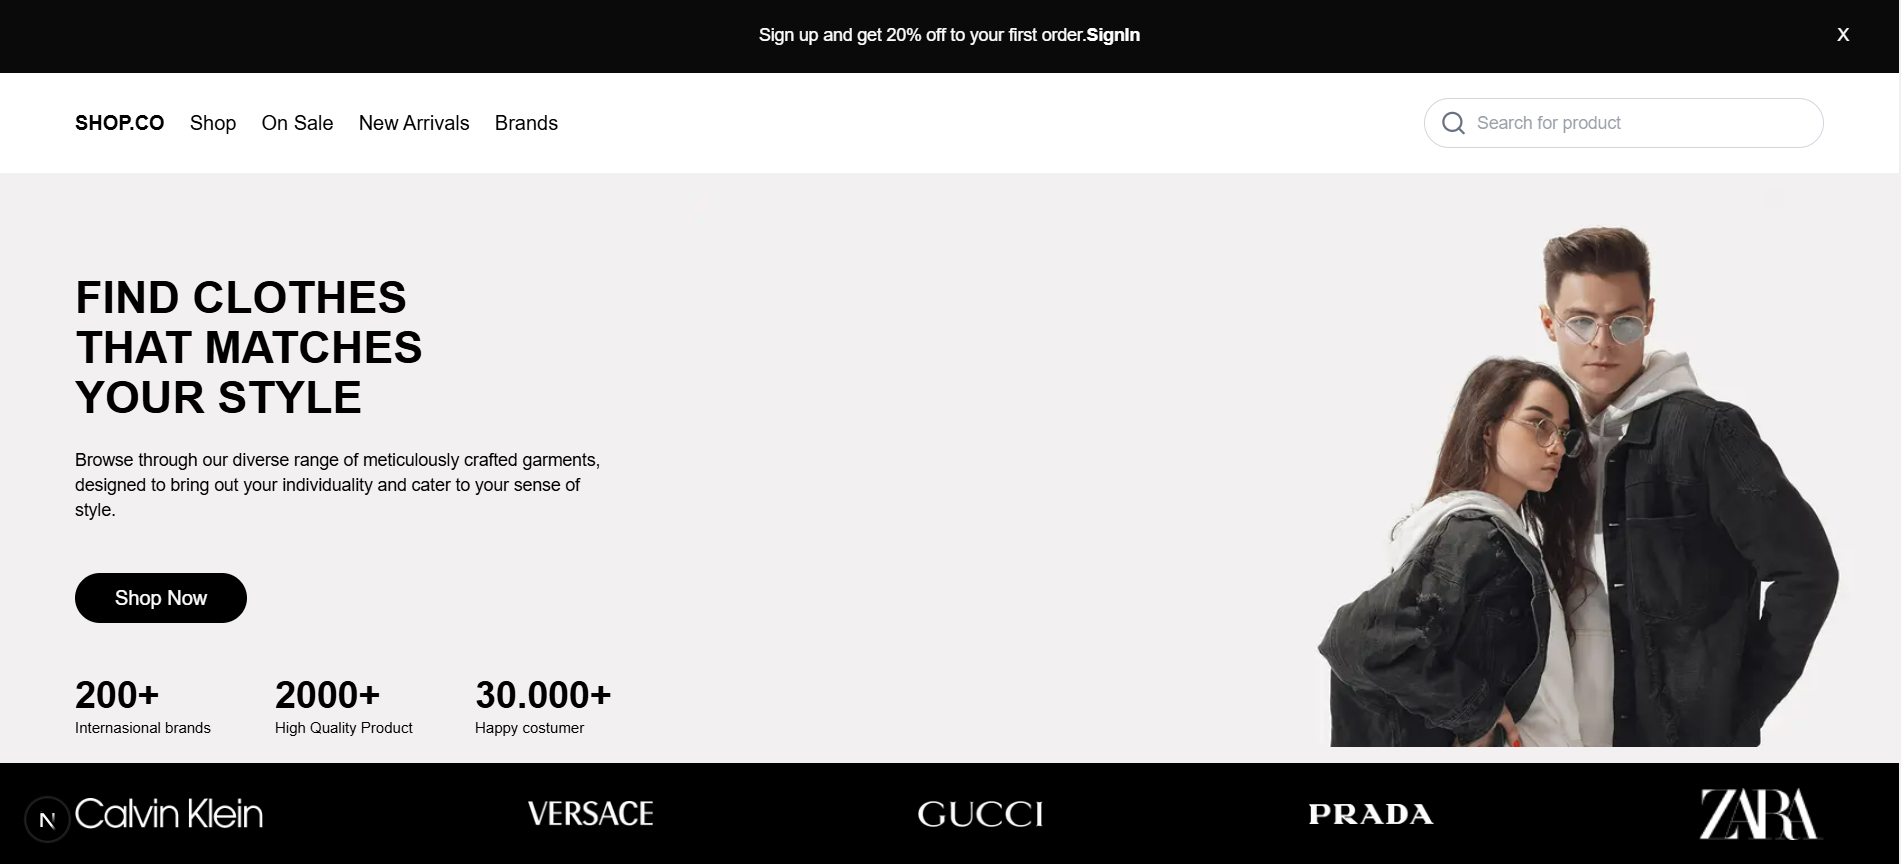 Sign up and get 20% off to your first order.SignIn
X
SHOP.CO Shop On Sale New Arrivals Brands
Search for product
FIND CLOTHES
THAT MATCHES
YOUR STYLE
Browse through our diverse range of meticulously crafted garments,
designed to bring out your individuality and cater to your sense of
style.
Shop Now
200+ 2000+ 30.000+
Internasional brands High Quality Product Happy costumer
N Calvin Klein VERSACE GUCCI PRADA ZARA